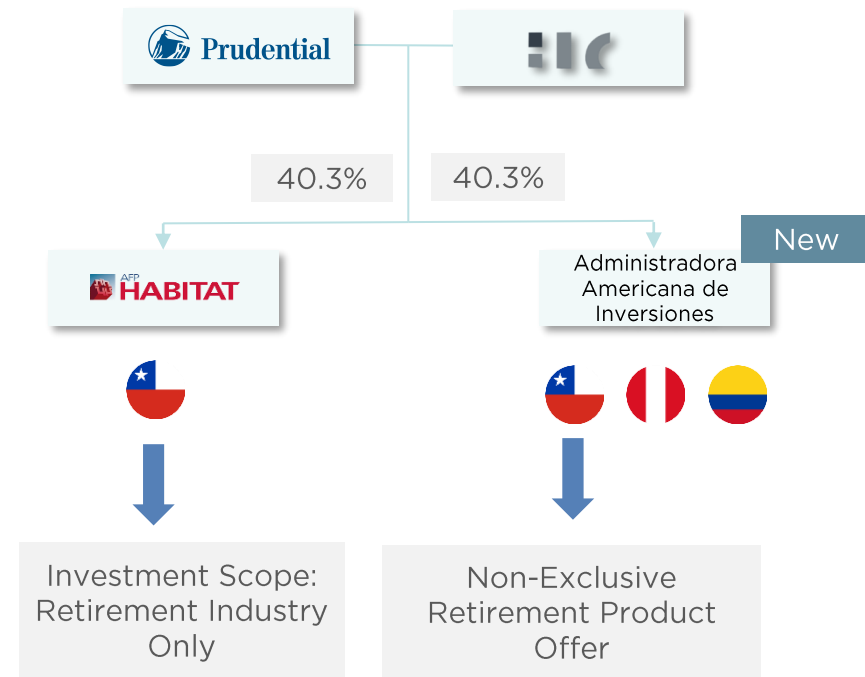 Prudential
ILC
40.3%
40.3%
New
AFP
HABITAT
Administradora
Americana de
Inversiones
Investment Scope:
Retirement Industry
Only
Non-Exclusive
Retirement Product
Offer